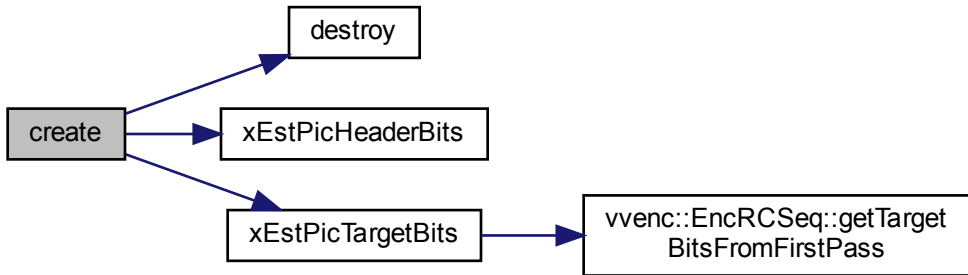 destroy
create
xEstPicHeaderBits
xEstPicTargetBits
vvenc::EncRCSeq::getTarget
BitsFromFirstPass